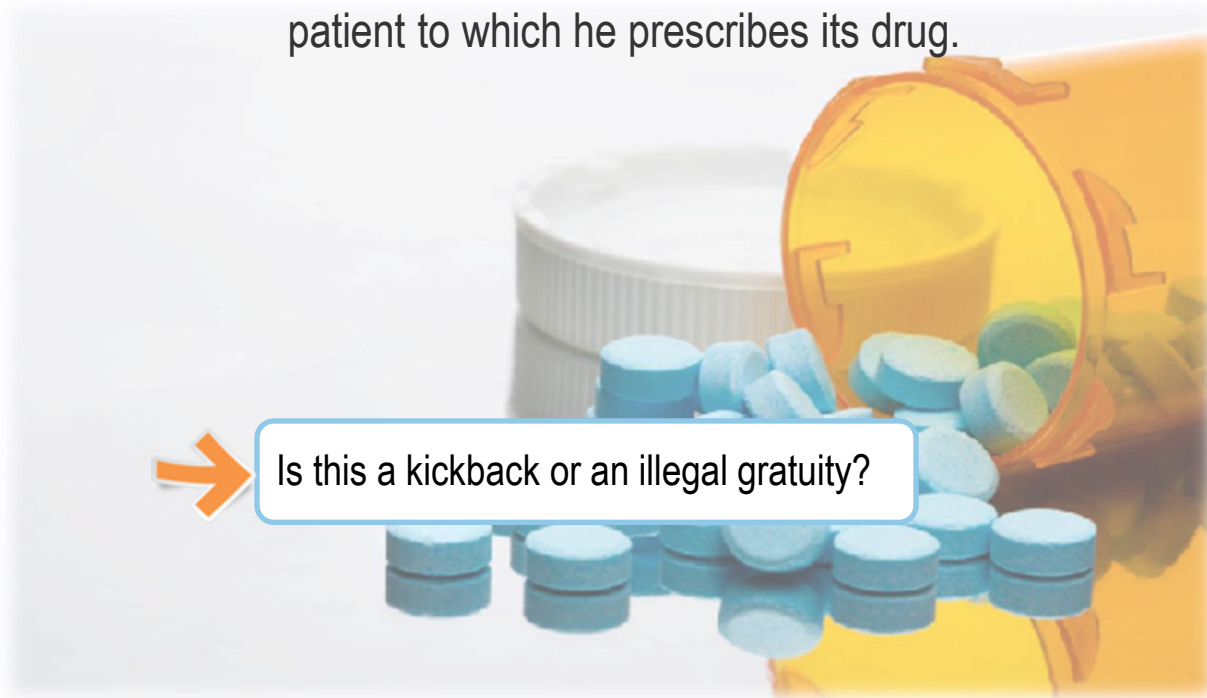 patient to which he prescribes its drug.
Is this a kickback or an illegal gratuity?